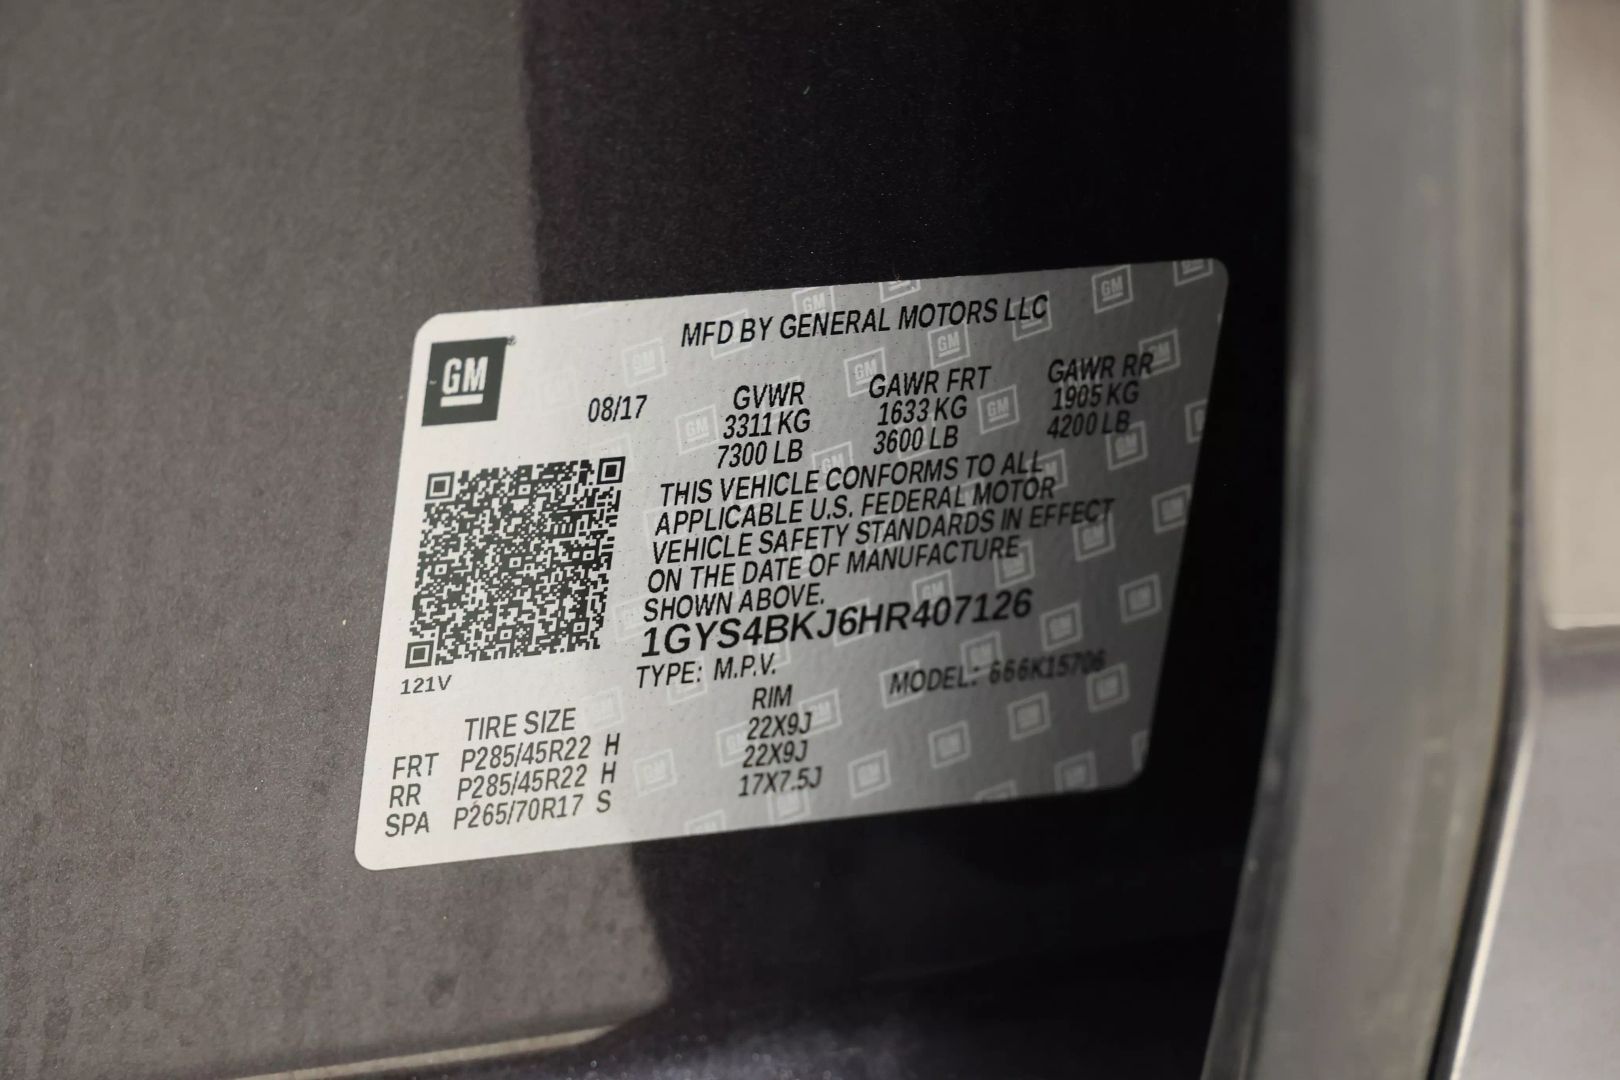 MFD BY GENERAL MOTORS LLC
GM®
08/17
GVWR GAWR FRT GAWR RR
3311 KG 1633 KG 1905 KG
7300 LB 3600 LB 4200 LB
THIS VEHICLE CONFORMS TO ALL
APPLICABLE U.S. FEDERAL MOTOR
VEHICLE SAFETY STANDARDS IN EFFECT
ON THE DATE OF MANUFACTURE
SHOWN ABOVE.
1GYS4BKJ6HR407126
TYPE: M.P.V. MODEL: 666K15706
121V
TIRE SIZE RIM
FRT P285/45R22 H 22X9J
RR P285/45R22 H 22X9J
SPA P265/70R17 S 17X7.5J